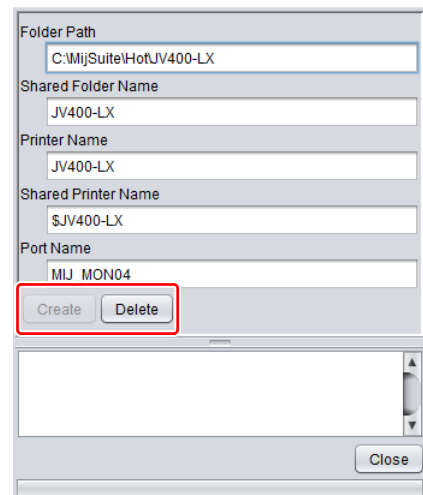 Folder Path
C:\MijSuite\Hot\JV400-LX
Shared Folder Name
JV400-LX
Printer Name
JV400-LX
Shared Printer Name
$JV400-LX
Port Name
MIJ_MON04
Create Delete
Close